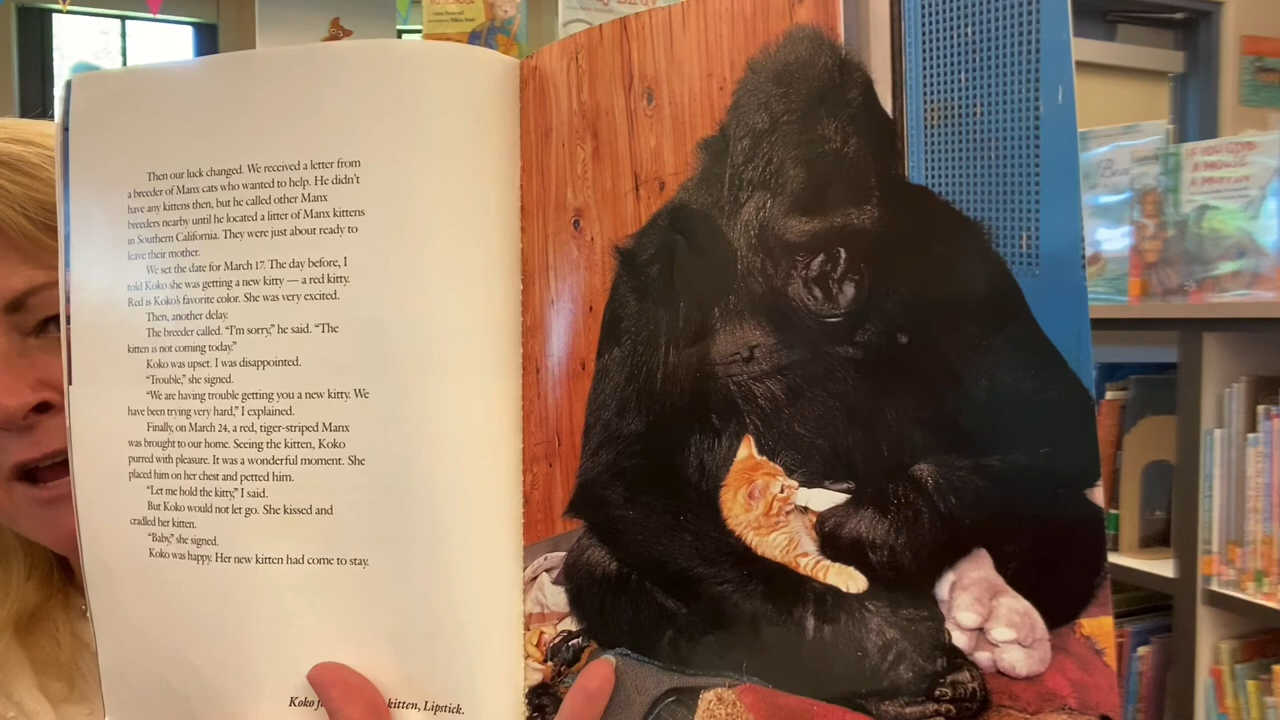 Then our luck changed. We received a letter from
a breeder of Manx cats who wanted to help. He didn't
have any kittens then, but he called other Manx
breeders nearby until he located a litter of Manx kittens
in Southern California. They were just about ready to
leave their mother.
We set the date for March 17. The day before, I
told Koko she was getting a new kitty — a red kitty.
Red is Koko's favorite color. She was very excited.
Then, another delay.
The breeder called. "I'm sorry," he said. "The
kitten is not coming today."
Koko was upset. I was disappointed.
"Trouble," she signed.
"We are having trouble getting you a new kitty. We
have been trying very hard," I explained.
Finally, on March 24, a red, tiger-striped Manx
was brought to our home. Seeing the kitten, Koko
purred with pleasure. It was a wonderful moment. She
placed him on her chest and petted him.
"Let me hold the kitty," I said.
But Koko would not let go. She kissed and
cradled her kitten.
"Baby," she signed.
Koko was happy. Her new kitten had come to stay.
Koko kitten, Lipstick.
IF YOU GIVE
A MOOSE
A MUFFIN